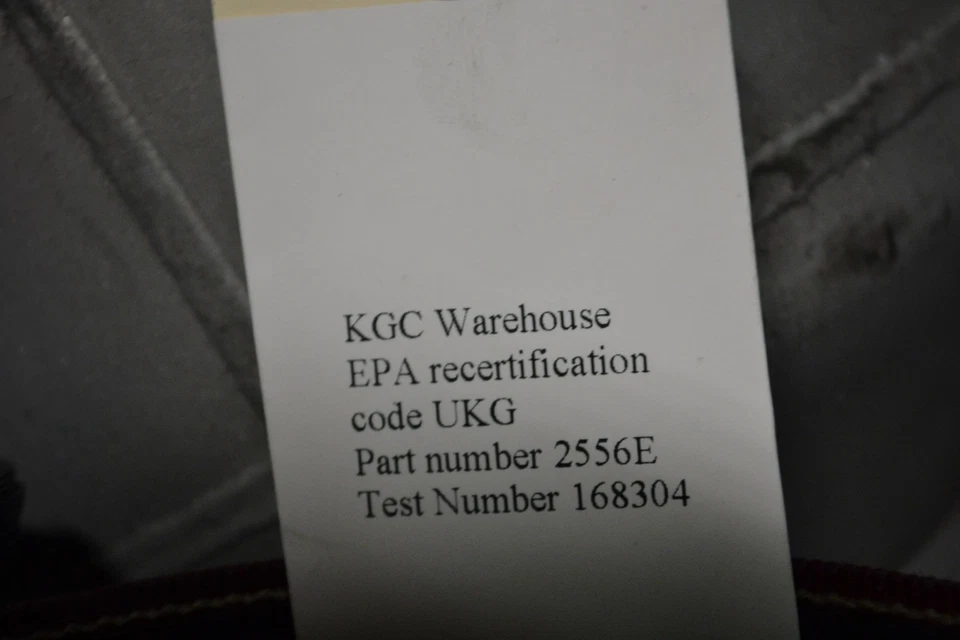 KGC Warehouse
EPA recertification
code UKG
Part number 2556E
Test Number 168304